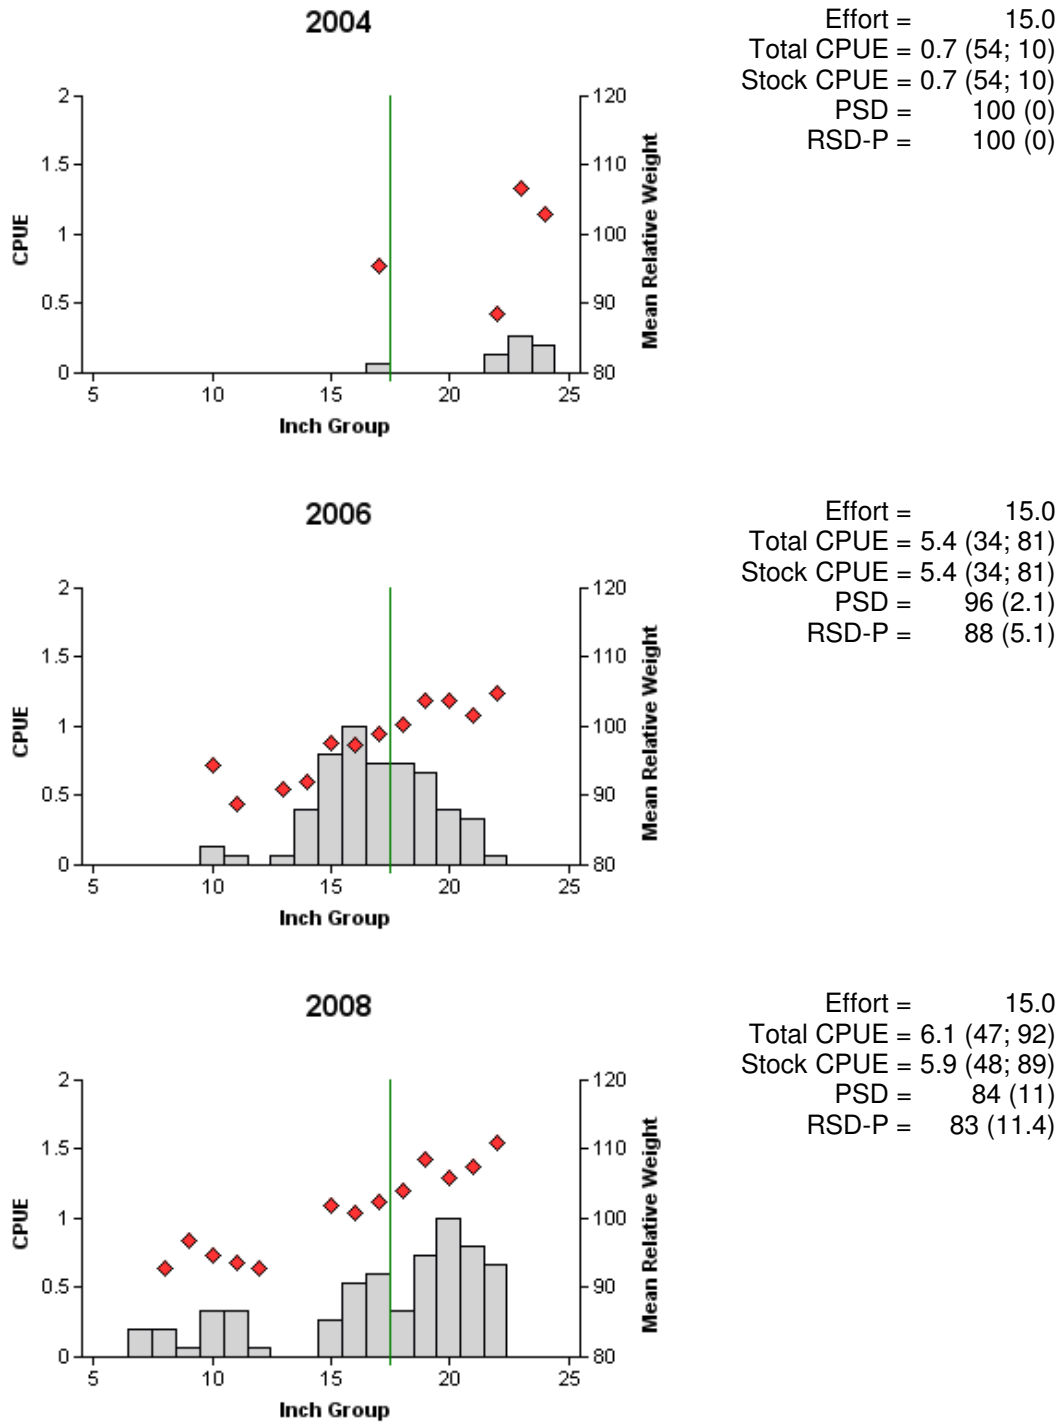 2004
Effort = 15.0
Total CPUE = 0.7 (54; 10)
Stock CPUE = 0.7 (54; 10)
PSD = 100 (0)
RSD-P = 100 (0)
2 120
1.5 110
1 100
0.5 90
0 80
CPUE
Mean Relative Weight
5 10 15 20 25
Inch Group
2006
Effort = 15.0
Total CPUE = 5.4 (34; 81)
Stock CPUE = 5.4 (34; 81)
PSD = 96 (2.1)
RSD-P = 88 (5.1)
2 120
1.5 110
1 100
0.5 90
0 80
CPUE
Mean Relative Weight
5 10 15 20 25
Inch Group
2008
Effort = 15.0
Total CPUE = 6.1 (47; 92)
Stock CPUE = 5.9 (48; 89)
PSD = 84 (11)
RSD-P = 83 (11.4)
2 120
1.5 110
1 100
0.5 90
0 80
CPUE
Mean Relative Weight
5 10 15 20 25
Inch Group